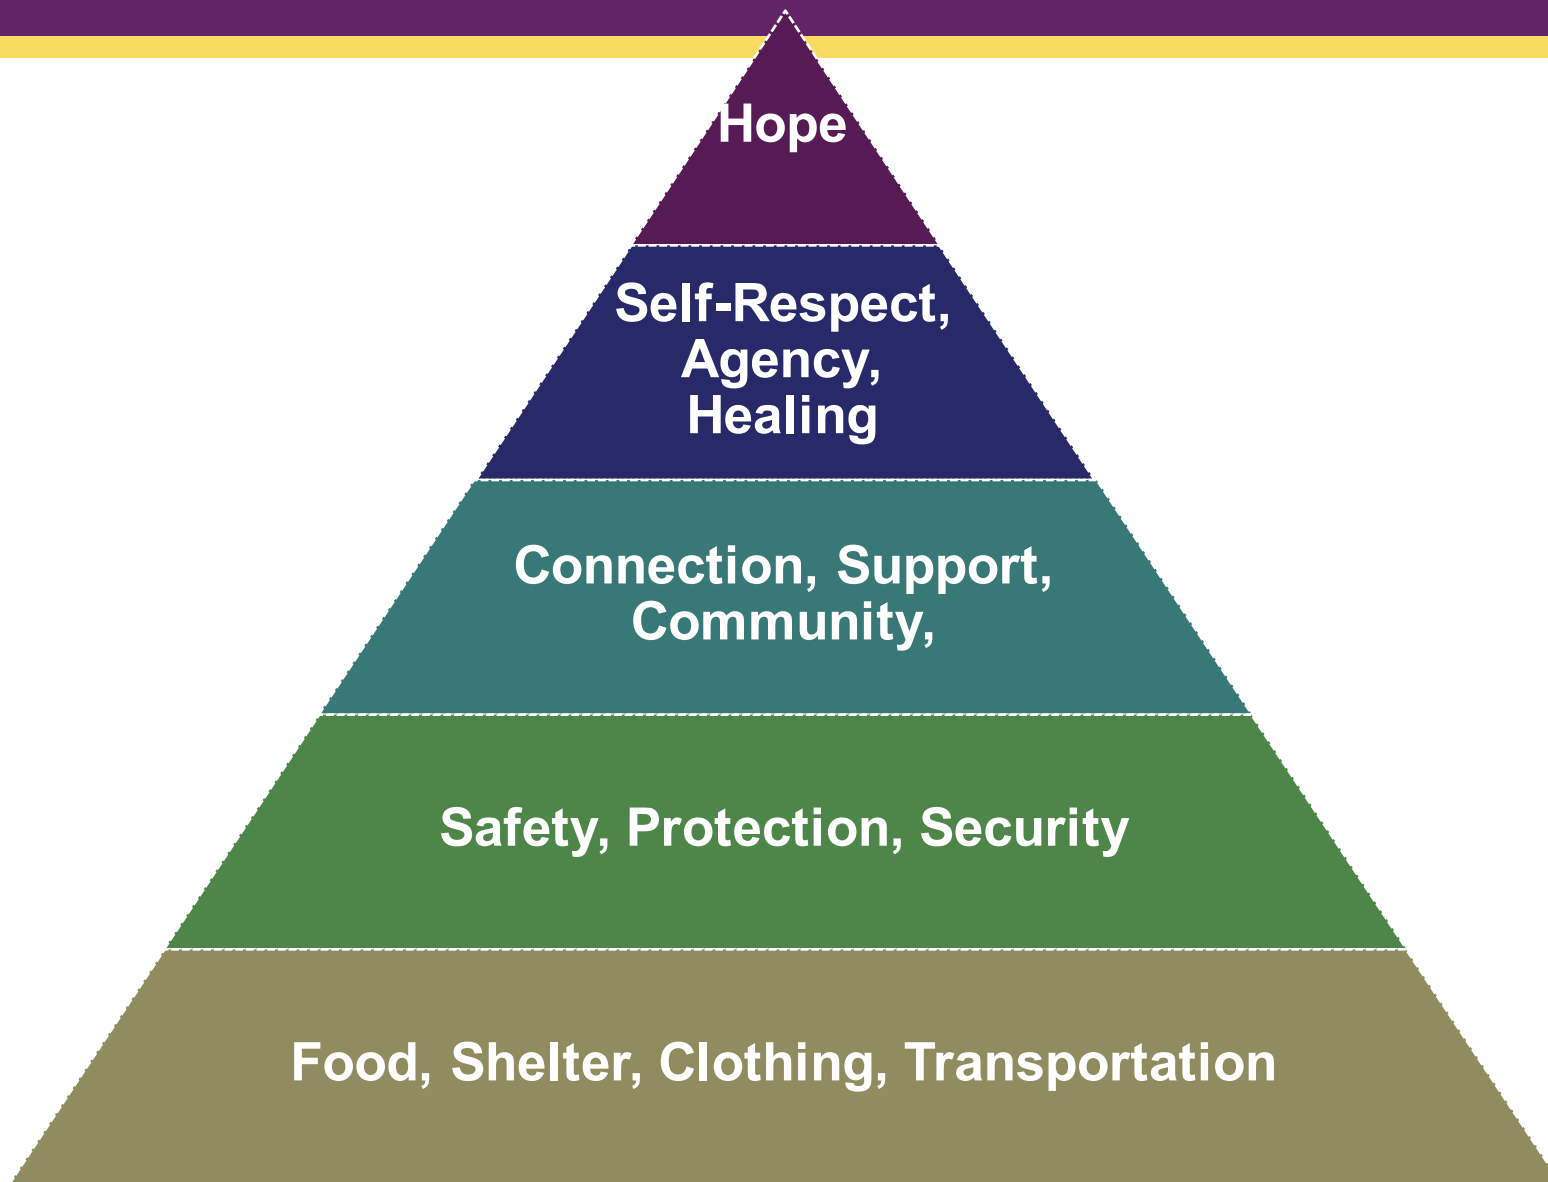 Hope
Self-Respect,
Agency,
Healing
Connection, Support,
Community,
Safety, Protection, Security
Food, Shelter, Clothing, Transportation